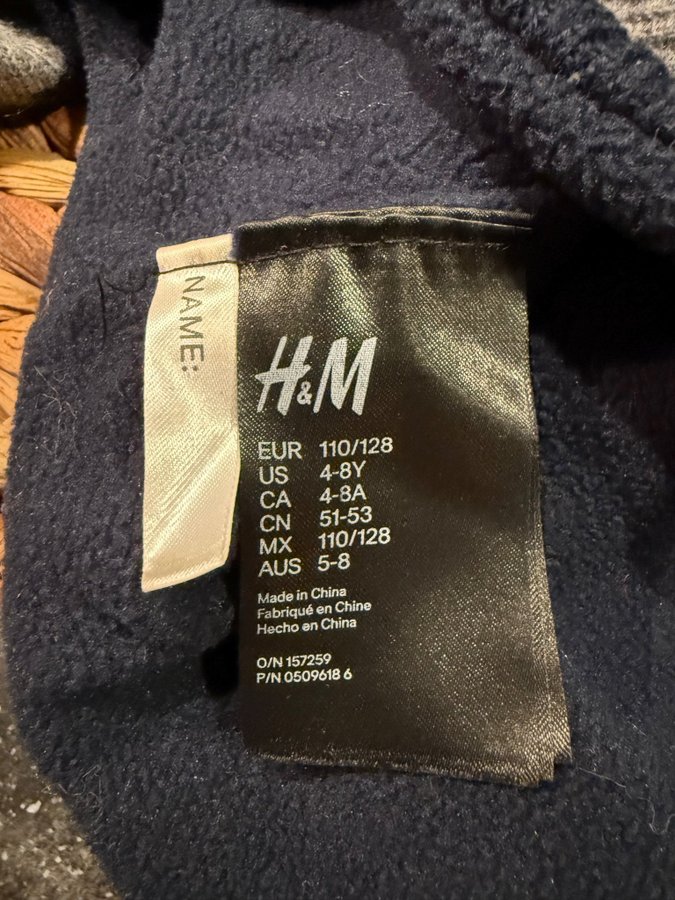 NAME:
H&M
EUR 110/128
US 4-8Y
CA 4-8A
CN 51-53
MX 110/128
AUS 5-8
Made in China
Fabriqué en Chine
Hecho en China
O/N 157259
P/N 0509618 6